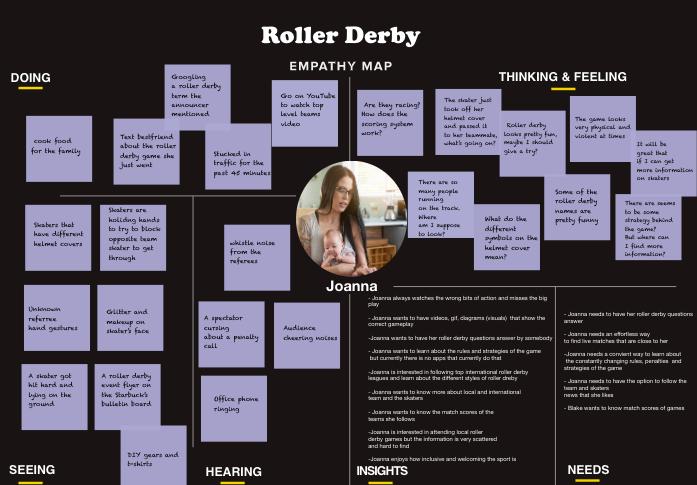 Roller Derby
EMPATHY MAP
DOING
cook food
for the family
Text bestfriend
about the roller
derby game she
just went
Googling
a roller derby
term the
announcer
mentioned
Stucked in
traffic for the
past 45 minutes
Go on YouTube
to watch top
level teams
video
THINKING & FEELING
Are they racing?
How does the
scoring system
work?
The skater just
took off her
helmet cover
and passed it
to her teammate,
what's going on?
Roller derby
looks pretty fun,
maybe I should
give a try?
The game looks
very physical and
violent at times
It will be
great that
if I can get
more information
on skaters
There are so
many people
running
on the track.
Where
am I suppose
to look?
What do the
different
symbols on the
helmet cover
mean?
Some of the
roller derby
names are
pretty funny
There are seems
to be some
strategy behind
the game?
But where can
I find more
information?
Skaters that
have different
helmet covers
Skaters are
holding hands
to try to block
opposite team
skater to get
through
Unknown
referree
hand gestures
Glitter and
makeup on
skater's face
A skater got
hit hard and
lying on the
ground
A roller derby
event flyer on
the Starbuck's
bulletin board
DIY gears and
t-shirts
SEEING
whistle noise
from the
referees
A spectator
cursing
about a penalty
call
Audience
cheering noises
Office phone
ringing
HEARING
Joanna
- Joanna always watches the wrong bits of action and misses the big
play
- Joanna wants to have videos, gif, diagrams (visuals) that show the
correct gameplay
-Joanna wants to have her roller derby questions answer by somebody
- Joanna wants to learn about the rules and strategies of the game
but currently there is no apps that currently do that
- Joanna is interested in following top international roller derby
leagues and learn about the different styles of roller dreby
- Joanna wants to know more about local and international
team and the skaters
- Joanna wants to know the match scores of the
teams she follows
-Joanna is interested in attending local roller
derby games but the information is very scattered
and hard to find
-Joanna enjoys how inclusive and welcoming the sport is
INSIGHTS
- Joanna needs to have her roller derby questions
answer
- Joanna needs an effortless way
to find live matches that are close to her
-Joanna needs a convient way to learn about
the constantly changing rules, penalties and
strategies of the game
- Joanna needs to have the option to follow the
team and skaters
news that she likes
- Blake wants to know match scores of games
NEEDS